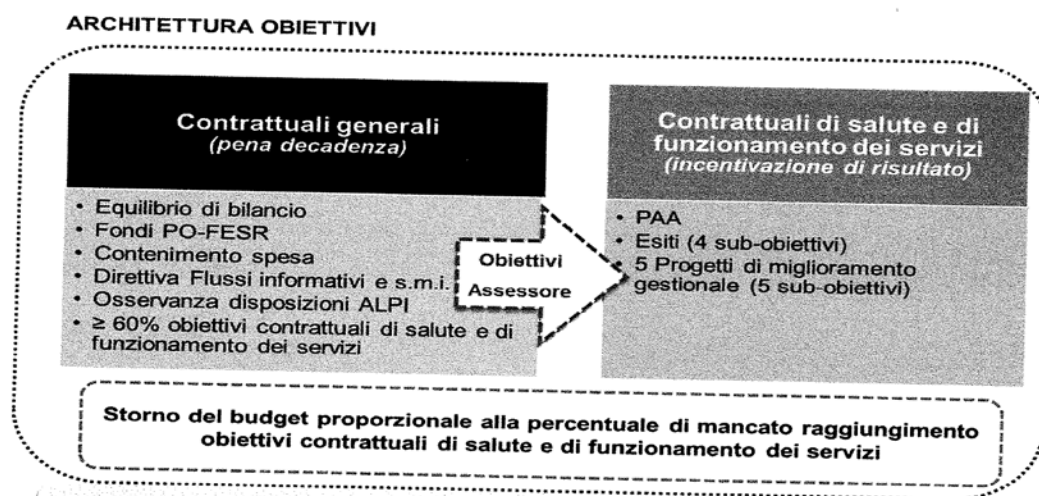 ARCHITETTURA OBIETTIVI
Contrattuali generali
(pena decadenza)
• Equilibrio di bilancio
• Fondi PO-FESR
• Contenimento spesa
• Direttiva Flussi informativi e s.m.i.
• Osservanza disposizioni ALPI
• ≥ 60% obiettivi contrattuali di salute e di
funzionamento dei servizi
Obiettivi
Assessore
Contrattuali di salute e di
funzionamento dei servizi
(incentivazione di risultato)
• PAA
• Esiti (4 sub-obiettivi)
• 5 Progetti di miglioramento
gestionale (5 sub-obiettivi)
Storno del budget proporzionale alla percentuale di mancato raggiungimento
obiettivi contrattuali di salute e di funzionamento dei servizi